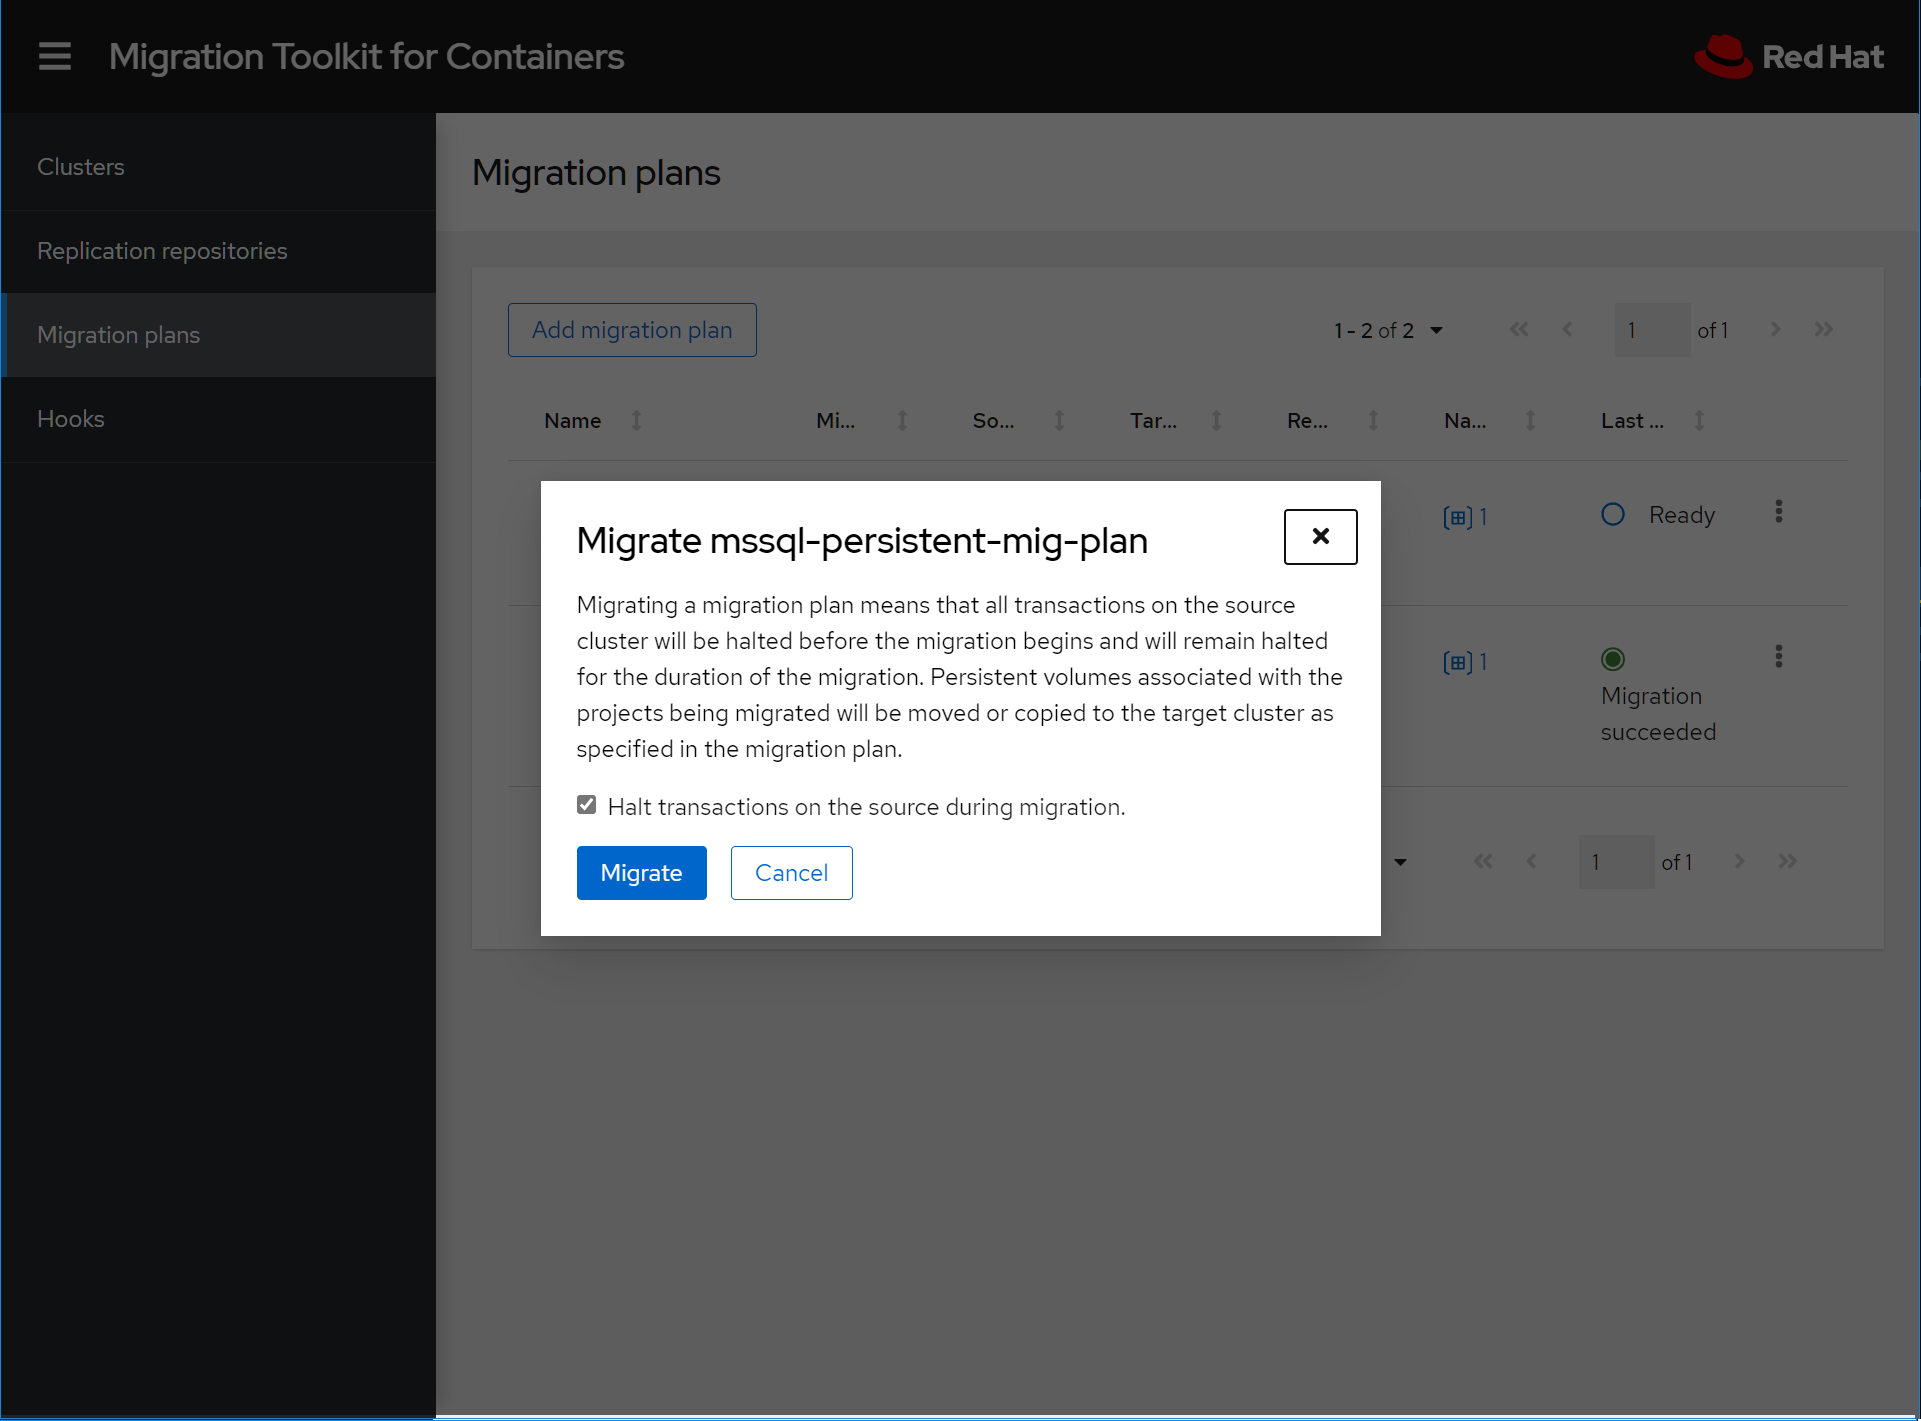 Migration Toolkit for Containers
Red Hat
Clusters
Replication repositories
Migration plans
Hooks
Migration plans
Add migration plan
1 - 2 of 2
1 of 1
Name Mi... So... Tar... Re... Na... Last ...
1 Ready
1 Migration
succeeded
Migrate mssql-persistent-mig-plan
Migrating a migration plan means that all transactions on the source
cluster will be halted before the migration begins and will remain halted
for the duration of the migration. Persistent volumes associated with the
projects being migrated will be moved or copied to the target cluster as
specified in the migration plan.
Halt transactions on the source during migration.
Migrate Cancel
1 of 1